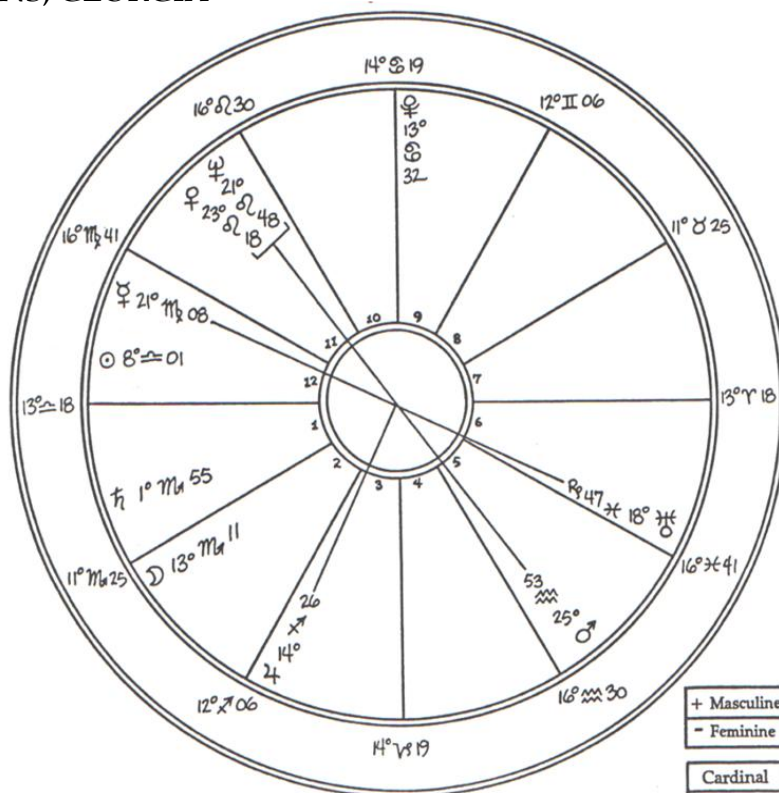 NS, GEORGIA
14° ♋ 19
16° ♌ 30
12° ♊ 06
♇ 13° ♋ 32
♆ 21° ♌ 48
♀ 23° ♌ 18
16° ♍ 41
11° ♉ 25
☿ 21° ♍ 08
☉ 8° ♎ 01
10
9
11
8
12
7
13° ♎ 18
13° ♈ 18
1
6
2
5
3
4
♄ 1° ♏ 55
℞ 47 ♓ 18° ♅
11° ♏ 25
☽ 13° ♏ 11
16° ♓ 41
26 ♐ 14° ♃
53 ♒ 25° ♂
12° ♐ 06
16° ♒ 30
14° ♑ 19
+ Masculine
- Feminine
Cardinal